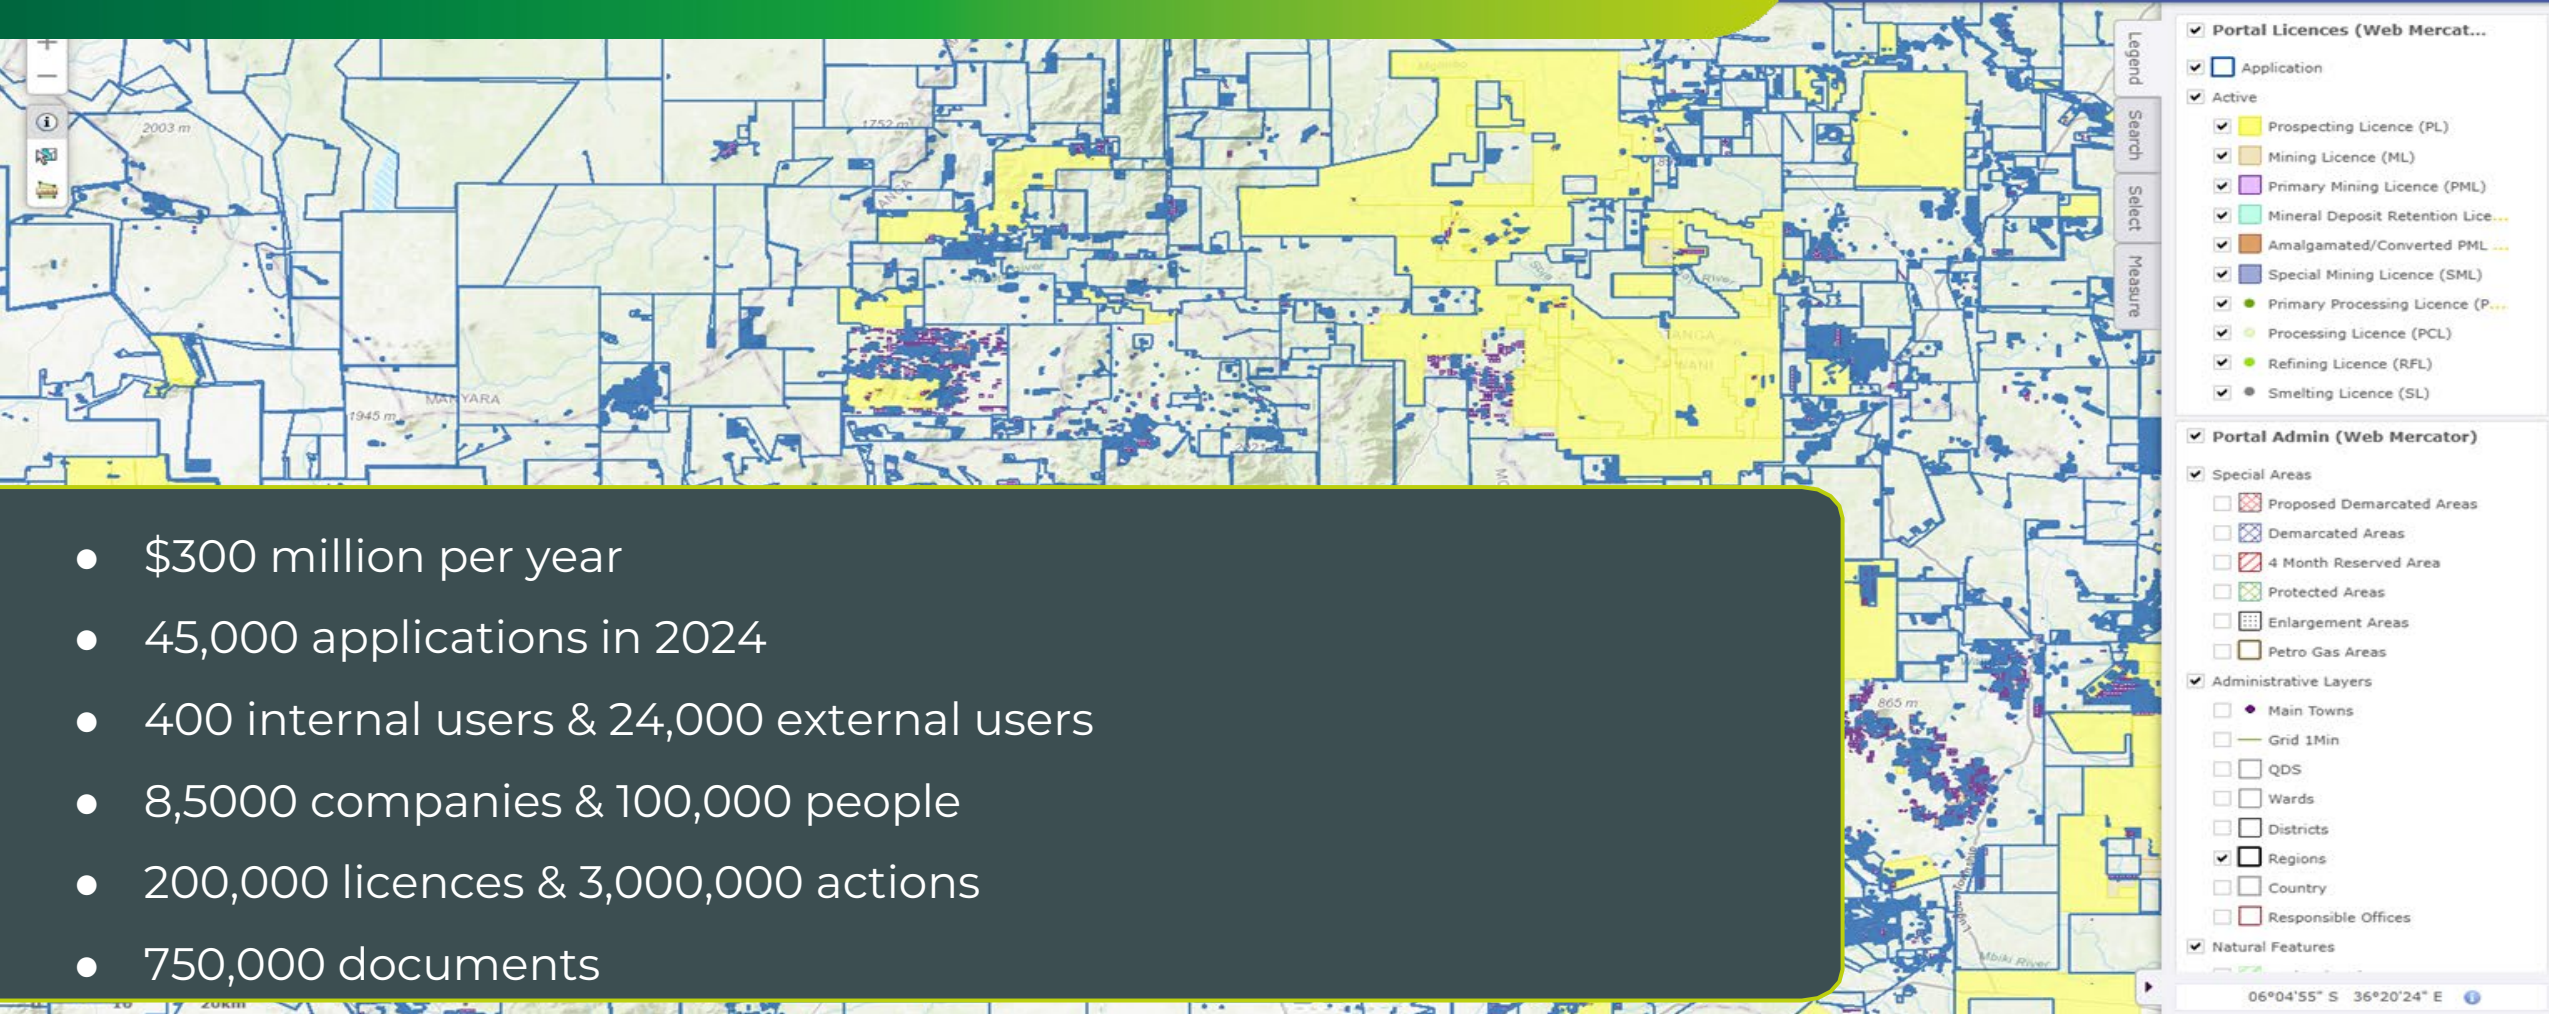 2003 m
1752 m
MANYARA
1945 m
TANGA
865 m
Mbiki River
20km
Legend
Search
Select
Measure
Portal Licences (Web Mercat...
Application
Active
Prospecting Licence (PL)
Mining Licence (ML)
Primary Mining Licence (PML)
Mineral Deposit Retention Lice...
Amalgamated/Converted PML ...
Special Mining Licence (SML)
Primary Processing Licence (P...
Processing Licence (PCL)
Refining Licence (RFL)
Smelting Licence (SL)
Portal Admin (Web Mercator)
Special Areas
Proposed Demarcated Areas
Demarcated Areas
4 Month Reserved Area
Protected Areas
Enlargement Areas
Petro Gas Areas
Administrative Layers
Main Towns
Grid 1Min
QDS
Wards
Districts
Regions
Country
Responsible Offices
Natural Features
06°04'55" S 36°20'24" E
● $300 million per year
● 45,000 applications in 2024
● 400 internal users & 24,000 external users
● 8,5000 companies & 100,000 people
● 200,000 licences & 3,000,000 actions
● 750,000 documents